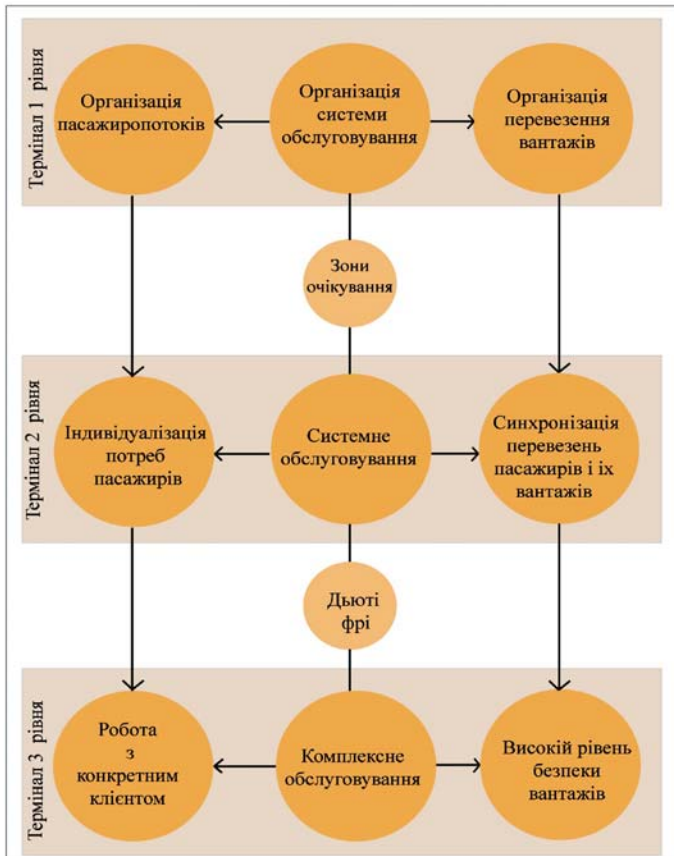 Термінал 1 рівня
Організація
пасажиропотоків
Організація
системи
обслуговування
Організація
перевезення
вантажів
Зони
очікування
Термінал 2 рівня
Індивідуалізація
потреб
пасажирів
Системне
обслуговування
Синхронізація
перевезень
пасажирів і їх
вантажів
Дьюті
фрі
Термінал 3 рівня
Робота
з
конкретним
клієнтом
Комплексне
обслуговування
Високій рівень
безпеки
вантажів